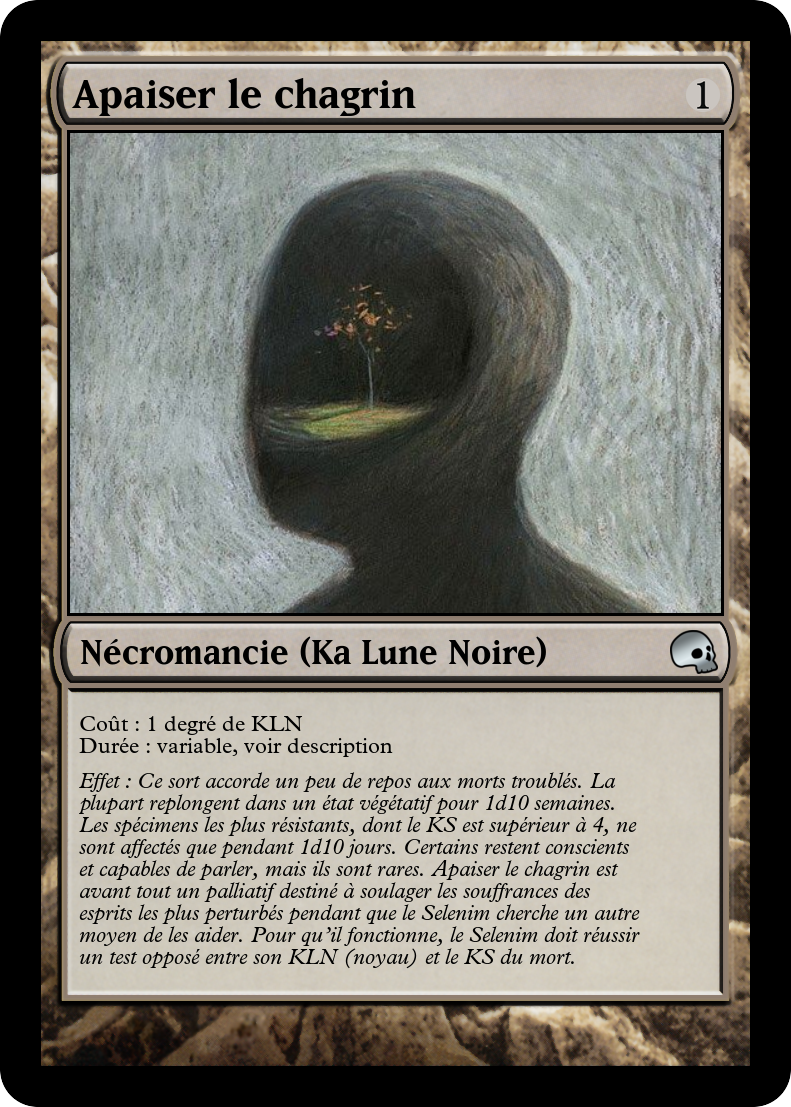 Apaiser le chagrin
1
Nécromancie (Ka Lune Noire)
Coût : 1 degré de KLN
Durée : variable, voir description
Effet : Ce sort accorde un peu de repos aux morts troublés. La
plupart replongent dans un état végétatif pour 1d10 semaines.
Les spécimens les plus résistants, dont le KS est supérieur à 4, ne
sont affectés que pendant 1d10 jours. Certains restent conscients
et capables de parler, mais ils sont rares. Apaiser le chagrin est
avant tout un palliatif destiné à soulager les souffrances des
esprits les plus perturbés pendant que le Selenim cherche un autre
moyen de les aider. Pour qu'il fonctionne, le Selenim doit réussir
un test opposé entre son KLN (noyau) et le KS du mort.